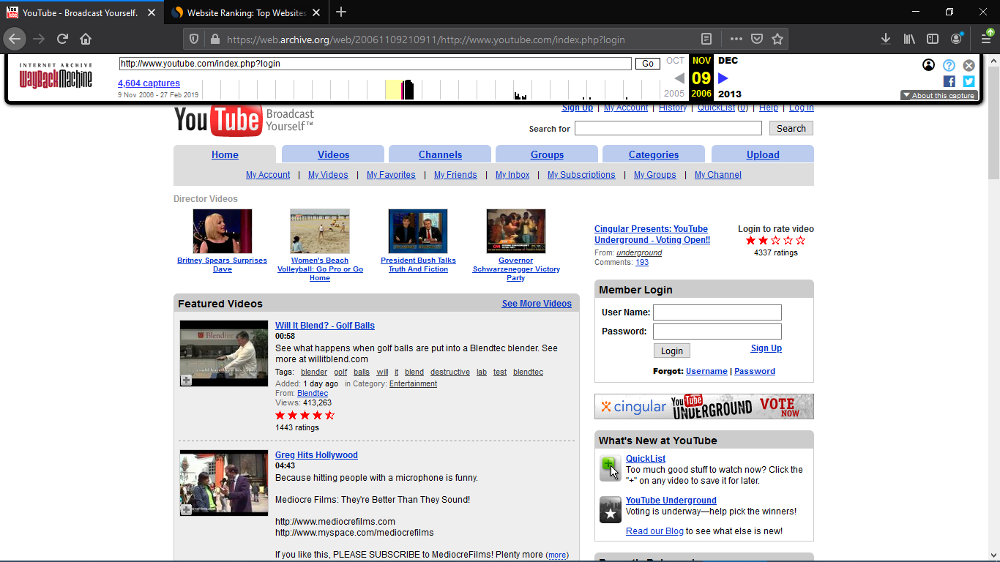 YouTube - Broadcast Yourself.
Website Ranking: Top Websites
https://web.archive.org/web/20061109210911/http://www.youtube.com/index.php?login
INTERNET ARCHIVE
WayBackMachine
http://www.youtube.com/index.php?login
Go
OCT NOV DEC
4,604 captures
09
9 Nov 2006 - 27 Feb 2019
2005 2006 2013
About this capture
YouTube Broadcast Yourself™
Sign Up | My Account | History | QuickList (0) | Help | Log In
Search for Search
Home Videos Channels Groups Categories Upload
My Account | My Videos | My Favorites | My Friends | My Inbox | My Subscriptions | My Groups | My Channel
Director Videos
Britney Spears Surprises
Dave
Women's Beach
Volleyball: Go Pro or Go
Home
President Bush Talks
Truth And Fiction
Governor
Schwarzenegger Victory
Party
Featured Videos See More Videos
Blendtec
Will It Blend? - Golf Balls
00:58
See what happens when golf balls are put into a Blendtec blender. See
more at willitblend.com
Tags: blender golf balls will it blend destructive lab test blendtec
Added: 1 day ago in Category: Entertainment
From: Blendtec
Views: 413,263
1443 ratings
Greg Hits Hollywood
04:43
Because hitting people with a microphone is funny.
Mediocre Films: They're Better Than They Sound!
http://www.mediocrefilms.com
http://www.myspace.com/mediocrefilms
If you like this, PLEASE SUBSCRIBE to MediocreFilms! Plenty more (more)
Cingular Presents: YouTube
Underground - Voting Open!!
From: underground
Comments: 193
Login to rate video
4337 ratings
Member Login
User Name:
Password:
Login Sign Up
Forgot: Username | Password
cingular YouTube UNDERGROUND VOTE NOW
What's New at YouTube
QuickList
Too much good stuff to watch now? Click the
"+" on any video to save it for later.
YouTube Underground
Voting is underway—help pick the winners!
Read our Blog to see what else is new!